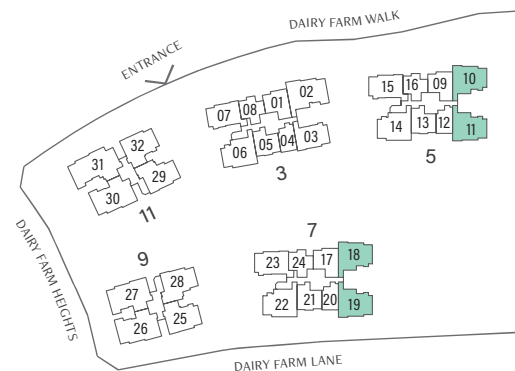 DAIRY FARM WALK
ENTRANCE
15 16 09 10
14 13 12 11
5
07 08 01 02
06 05 04 03
3
31 32
30 29
11
DAIRY FARM HEIGHTS
9
27 28
26 25
7
23 24 17 18
22 21 20 19
DAIRY FARM LANE